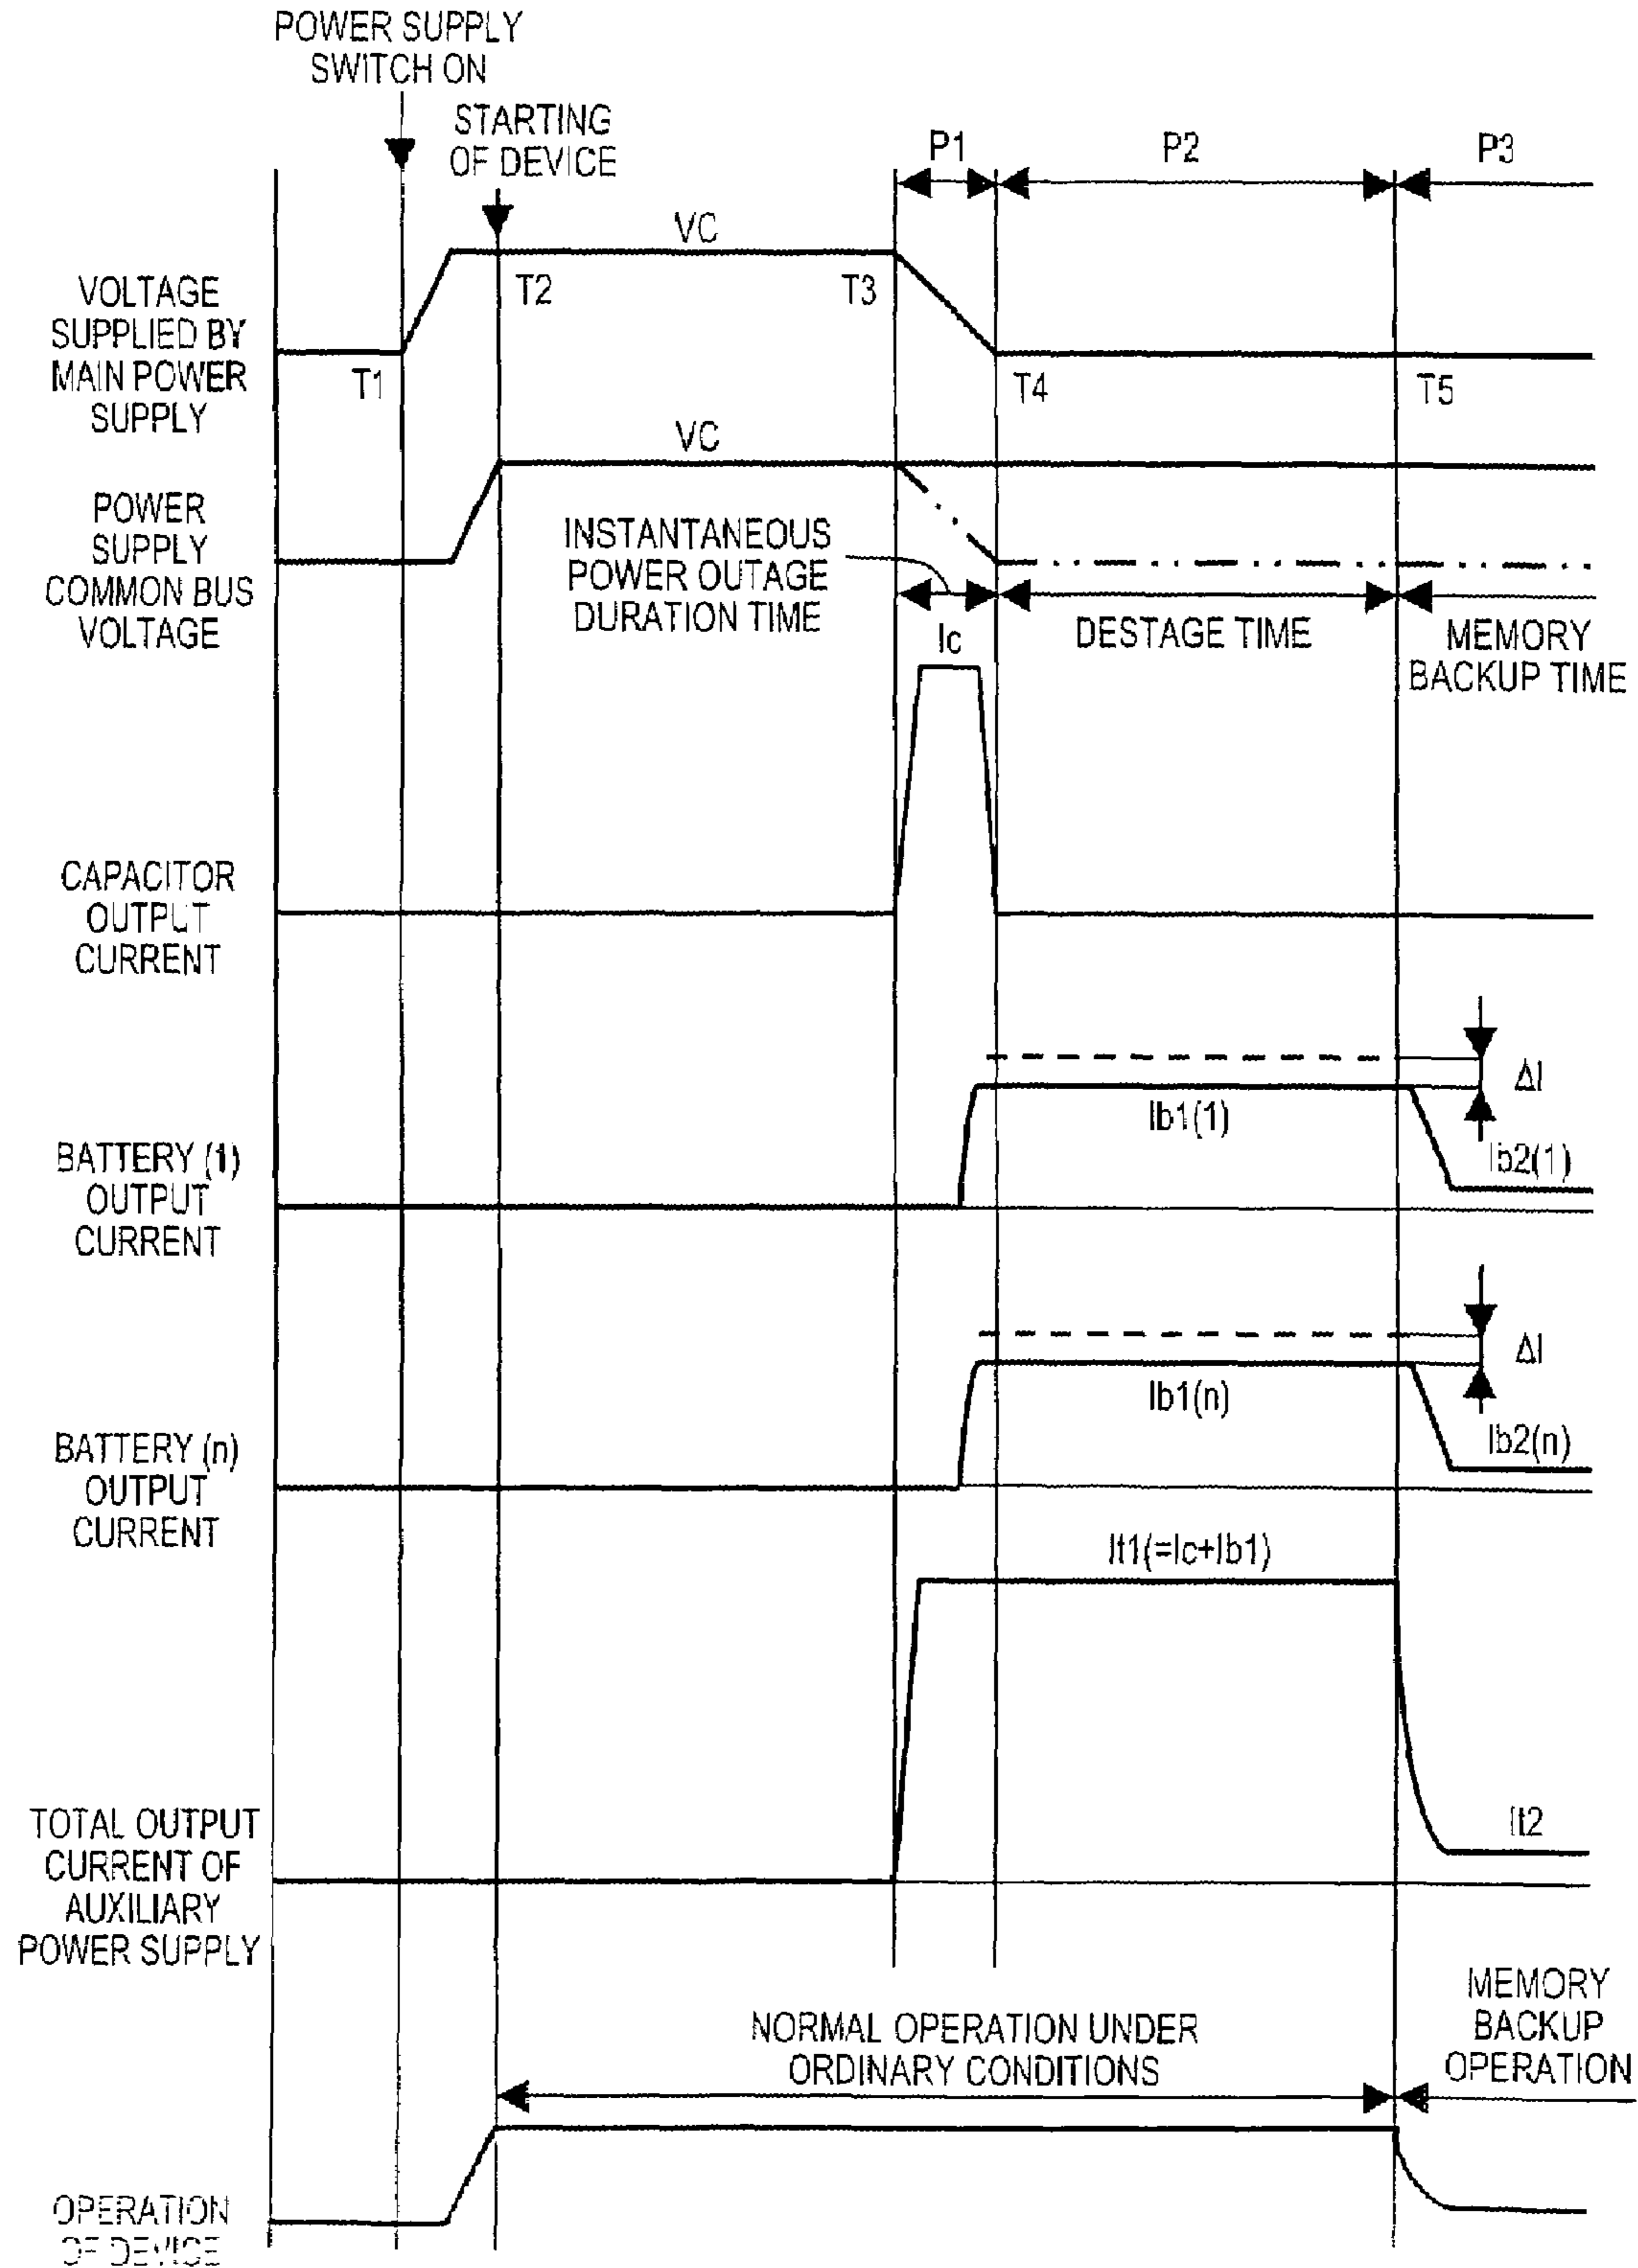 POWER SUPPLY
SWITCH ON
STARTING
OF DEVICE
P1
P2
P3
VC
VOLTAGE
SUPPLIED BY
MAIN POWER
SUPPLY
T1
T2
T3
T4
T5
VC
POWER
SUPPLY
COMMON BUS
VOLTAGE
INSTANTANEOUS
POWER OUTAGE
DURATION TIME
DESTAGE TIME
MEMORY
BACKUP TIME
Ic
CAPACITOR
OUTPUT
CURRENT
ΔI
Ib1(1)
Ib2(1)
BATTERY (1)
OUTPUT
CURRENT
ΔI
Ib1(n)
Ib2(n)
BATTERY (n)
OUTPUT
CURRENT
It1(=Ic+Ib1)
It2
TOTAL OUTPUT
CURRENT OF
AUXILIARY
POWER SUPPLY
NORMAL OPERATION UNDER
ORDINARY CONDITIONS
MEMORY
BACKUP
OPERATION
OPERATION
OF DEVICE